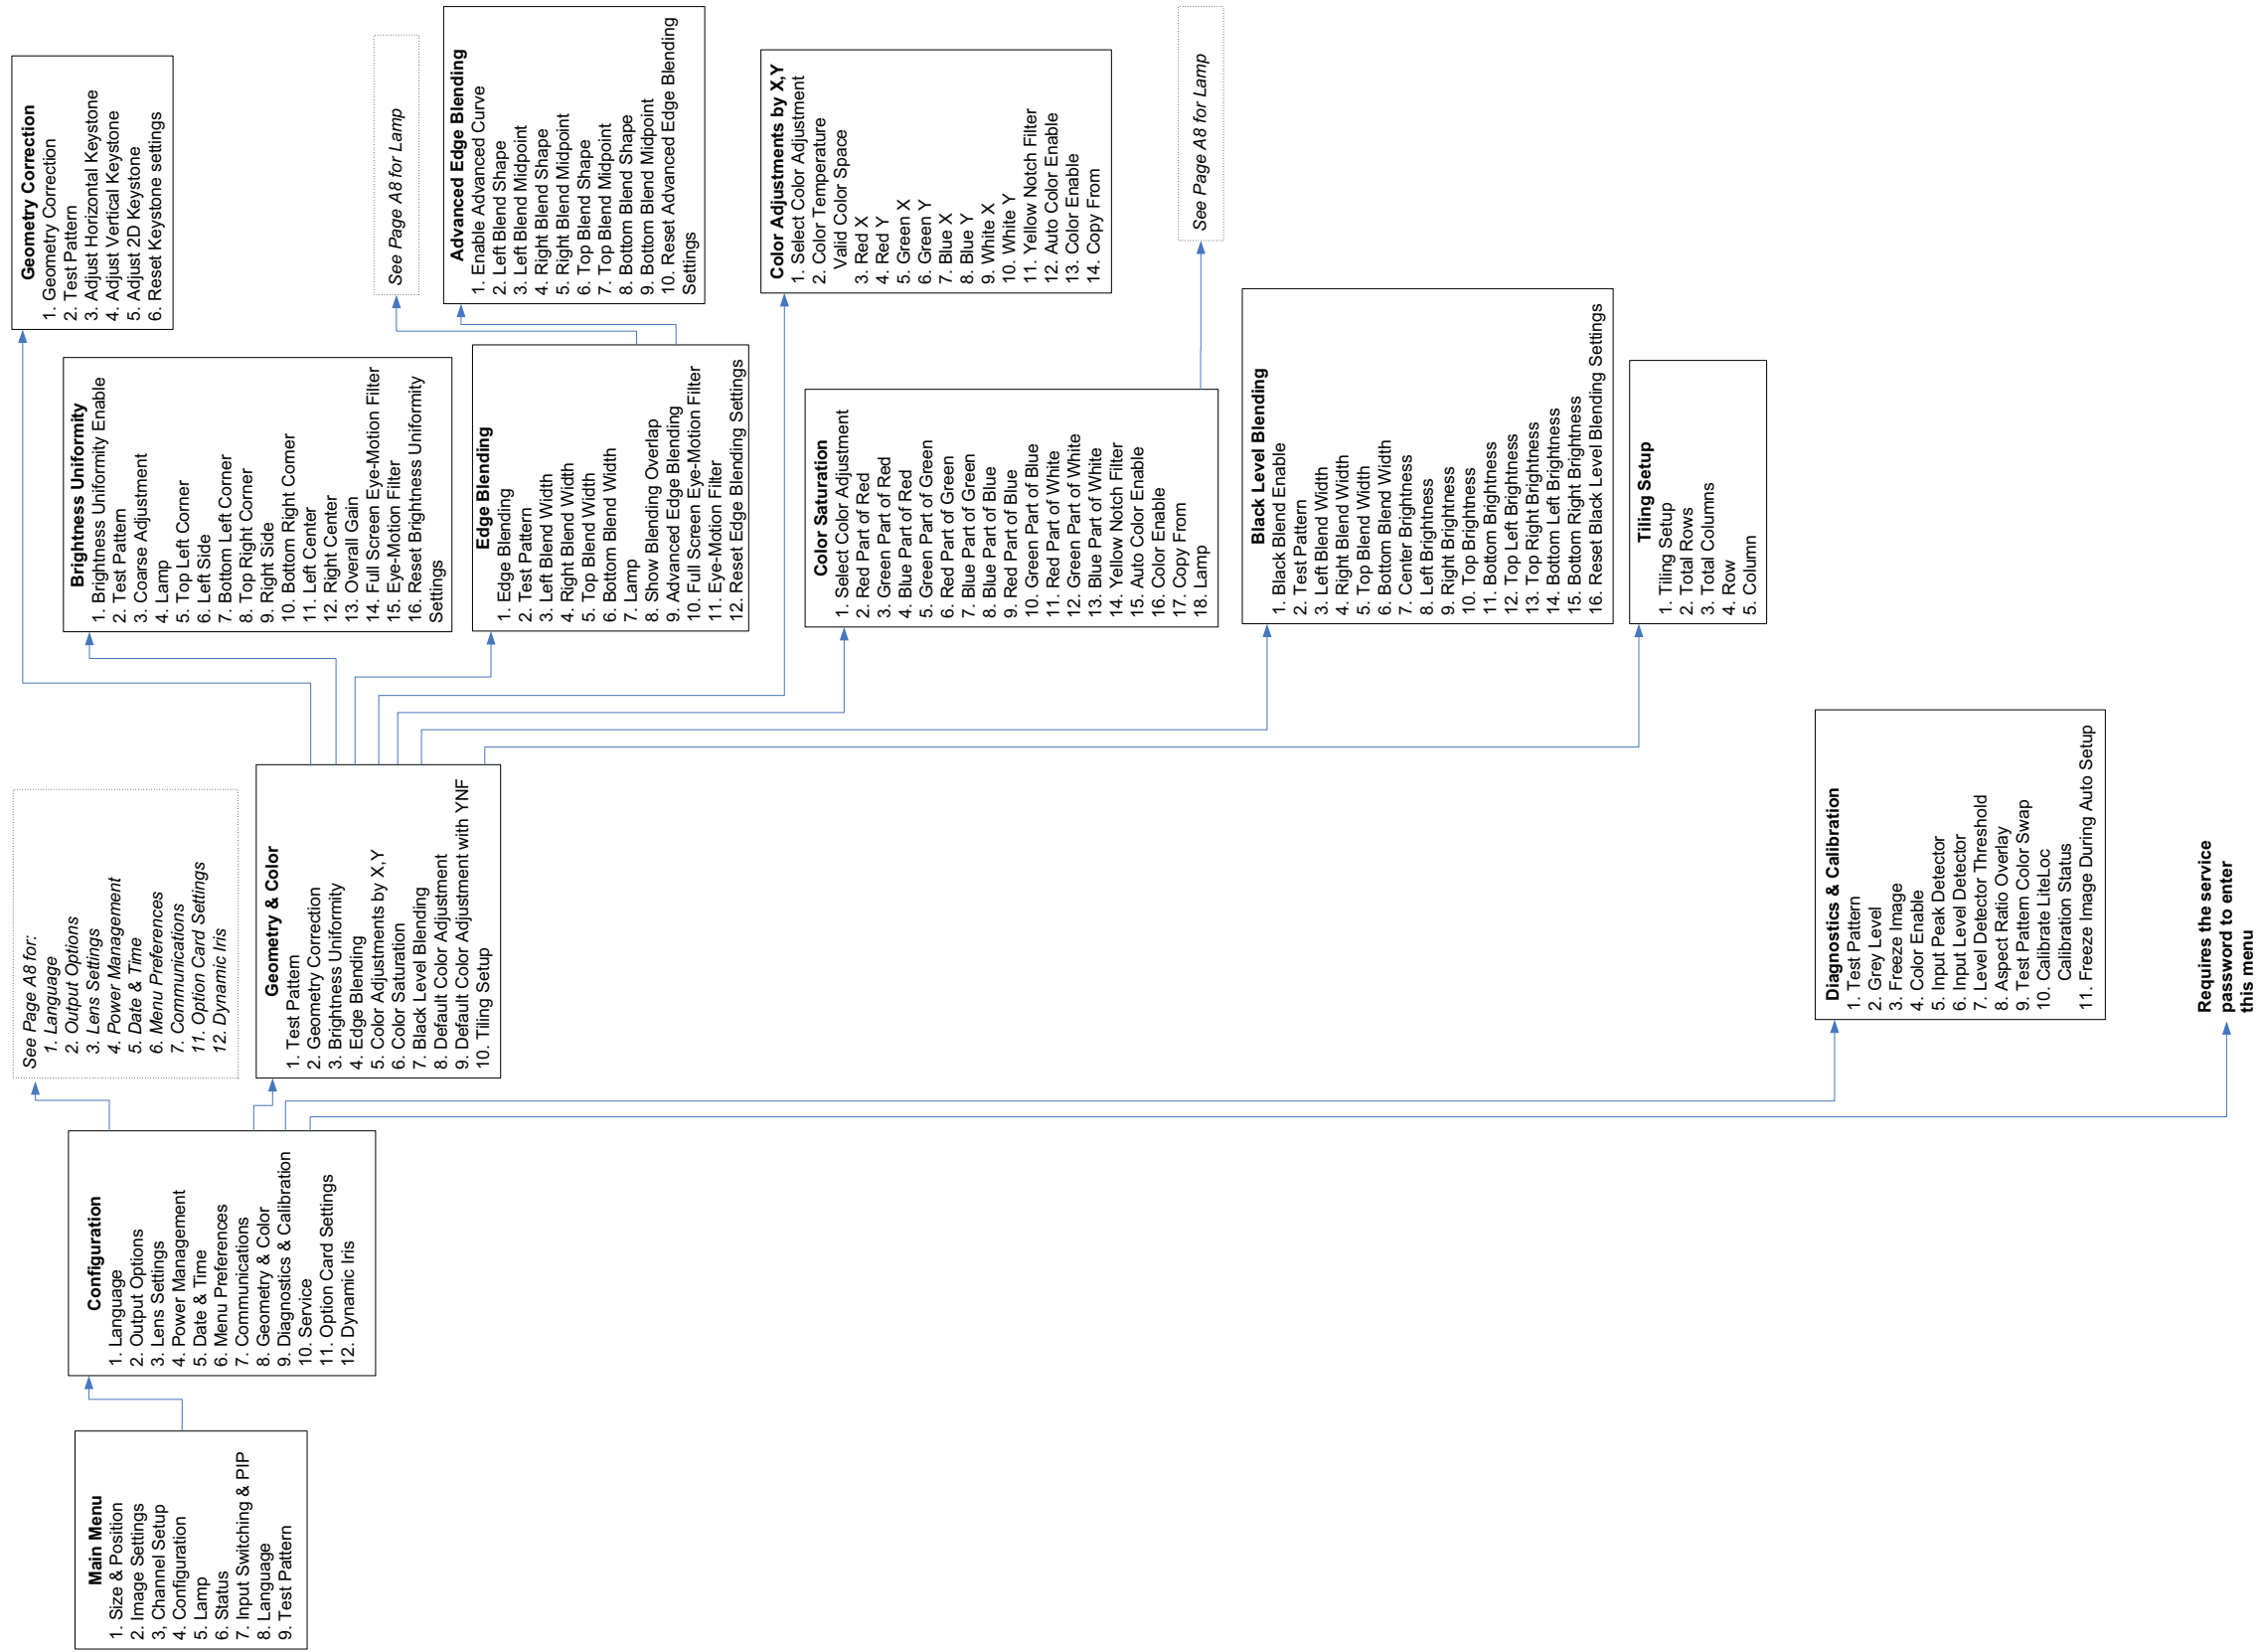 Main Menu
1. Size & Position
2. Image Settings
3, Channel Setup
4. Configuration
5. Lamp
6. Status
7. Input Switching & PIP
8. Language
9. Test Pattern
Configuration
1. Language
2. Output Options
3. Lens Settings
4. Power Management
5. Date & Time
6. Menu Preferences
7. Communications
8. Geometry & Color
9. Diagnostics & Calibration
10. Service
11. Option Card Settings
12. Dynamic Iris
See Page A8 for:
1. Language
2. Output Options
3. Lens Settings
4. Power Management
5. Date & Time
6. Menu Preferences
7. Communications
11. Option Card Settings
12. Dynamic Iris
Geometry & Color
1. Test Pattern
2. Geometry Correction
3. Brightness Uniformity
4. Edge Blending
5. Color Adjustments by X,Y
6. Color Saturation
7. Black Level Blending
8. Default Color Adjustment
9. Default Color Adjustment with YNF
10. Tiling Setup
Diagnostics & Calibration
1. Test Pattern
2. Grey Level
3. Freeze Image
4. Color Enable
5. Input Peak Detector
6. Input Level Detector
7. Level Detector Threshold
8. Aspect Ratio Overlay
9. Test Pattern Color Swap
10. Calibrate LiteLoc
Calibration Status
11. Freeze Image During Auto Setup
Requires the service
password to enter
this menu
Geometry Correction
1. Geometry Correction
2. Test Pattern
3. Adjust Horizontal Keystone
4. Adjust Vertical Keystone
5. Adjust 2D Keystone
6. Reset Keystone settings
Brightness Uniformity
1. Brightness Uniformity Enable
2. Test Pattern
3. Coarse Adjustment
4. Lamp
5. Top Left Corner
6. Left Side
7. Bottom Left Corner
8. Top Right Corner
9. Right Side
10. Bottom Right Corner
11. Left Center
12. Right Center
13. Overall Gain
14. Full Screen Eye-Motion Filter
15. Eye-Motion Filter
16. Reset Brightness Uniformity
Settings
Edge Blending
1. Edge Blending
2. Test Pattern
3. Left Blend Width
4. Right Blend Width
5. Top Blend Width
6. Bottom Blend Width
7. Lamp
8. Show Blending Overlap
9. Advanced Edge Blending
10. Full Screen Eye-Motion Filter
11. Eye-Motion Filter
12. Reset Edge Blending Settings
See Page A8 for Lamp
Advanced Edge Blending
1. Enable Advanced Curve
2. Left Blend Shape
3. Left Blend Midpoint
4. Right Blend Shape
5. Right Blend Midpoint
6. Top Blend Shape
7. Top Blend Midpoint
8. Bottom Blend Shape
9. Bottom Blend Midpoint
10. Reset Advanced Edge Blending
Settings
Color Adjustments by X,Y
1. Select Color Adjustment
2. Color Temperature
Valid Color Space
3. Red X
4. Red Y
5. Green X
6. Green Y
7. Blue X
8. Blue Y
9. White X
10. White Y
11. Yellow Notch Filter
12. Auto Color Enable
13. Color Enable
14. Copy From
Color Saturation
1. Select Color Adjustment
2. Red Part of Red
3. Green Part of Red
4. Blue Part of Red
5. Green Part of Green
6. Red Part of Green
7. Blue Part of Green
8. Blue Part of Blue
9. Red Part of Blue
10. Green Part of Blue
11. Red Part of White
12. Green Part of White
13. Blue Part of White
14. Yellow Notch Filter
15. Auto Color Enable
16. Color Enable
17. Copy From
18. Lamp
See Page A8 for Lamp
Black Level Blending
1. Black Blend Enable
2. Test Pattern
3. Left Blend Width
4. Right Blend Width
5. Top Blend Width
6. Bottom Blend Width
7. Center Brightness
8. Left Brightness
9. Right Brightness
10. Top Brightness
11. Bottom Brightness
12. Top Left Brightness
13. Top Right Brightness
14. Bottom Left Brightness
15. Bottom Right Brightness
16. Reset Black Level Blending Settings
Tiling Setup
1. Tiling Setup
2. Total Rows
3. Total Columns
4. Row
5. Column